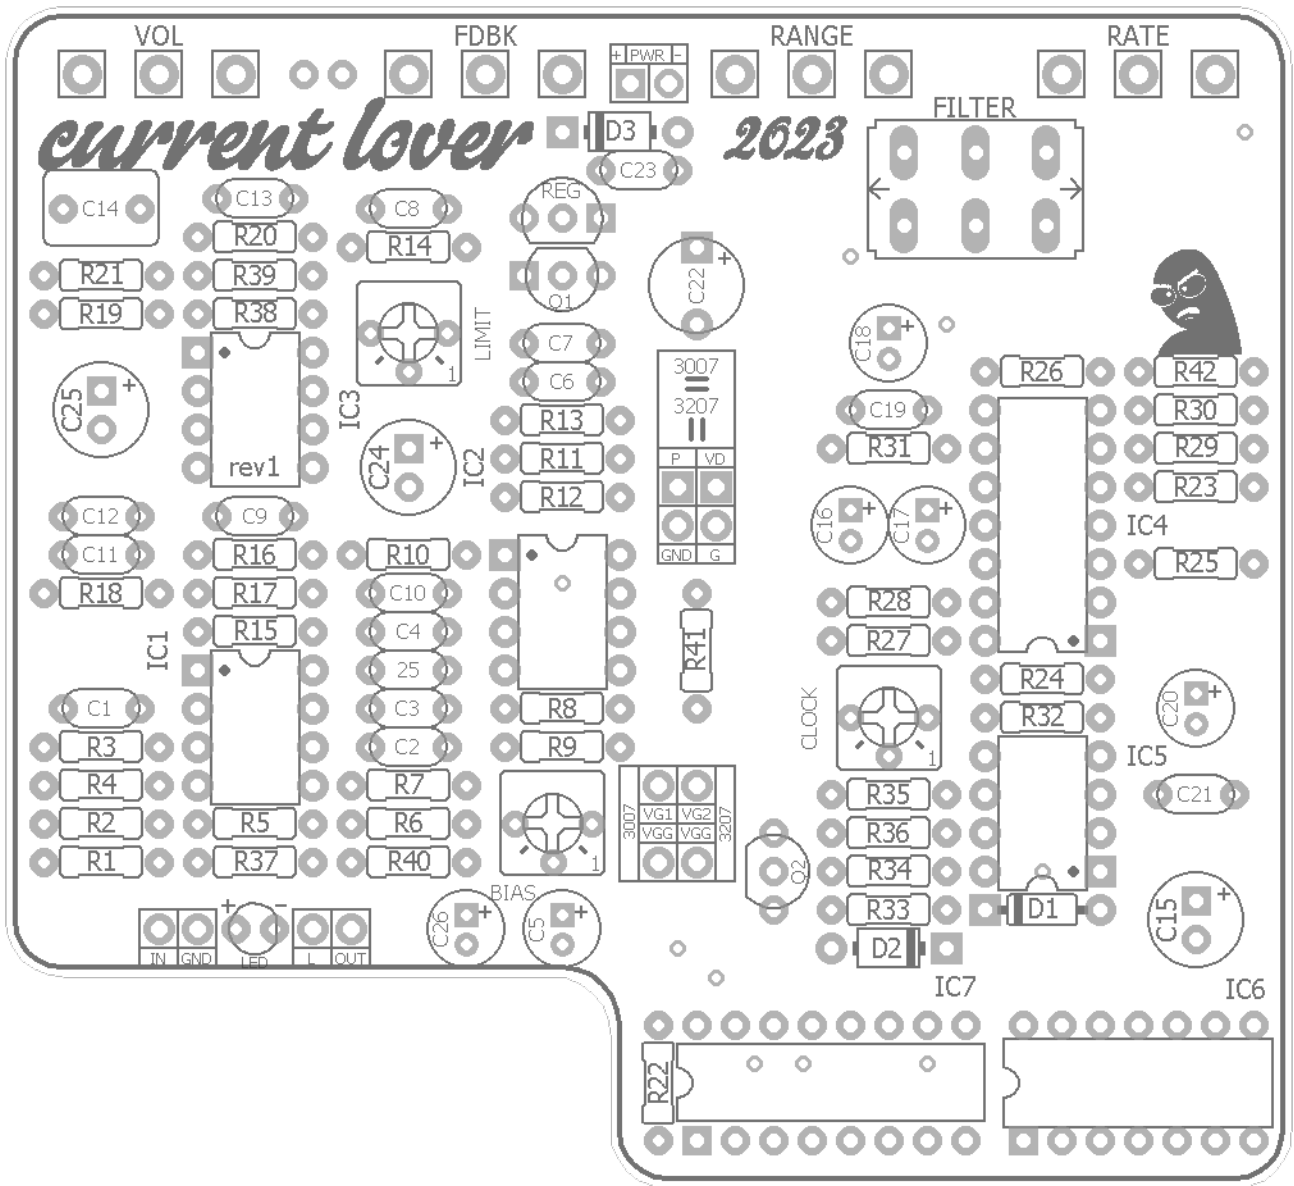 VOL FDBK RANGE RATE
+ PWR -
FILTER
current lover 2023
D3
C23
C14 C13 C8 REG
R20 R14
R21 R39 C22 + Q1
R19 R38 LIMIT C18 +
C7 3007
C25 + 1 C6 3207 R26 R42
IC3 R13 C19 R30
rev1 C24 + IC2 R11 P VD R31 R29
R12 R23
C12 C9 C16 + C17 + IC4
C11 R16 R10 GND G R25
R18 R17 C10 R28
IC1 R15 C4 R41 R27
25 R24
C1 C3 R8 CLOCK R32 C20 +
R3 C2 R9 1 IC5
R4 R7 3007 VG1 VG2 3207 R35 C21
R2 R5 R6 VGG VGG R36
R1 R37 R40 1 Q2 R34
BIAS
+ - C26 + C5 + R33 D1 C15 +
IN GND LED L OUT D2
IC7 IC6
R22